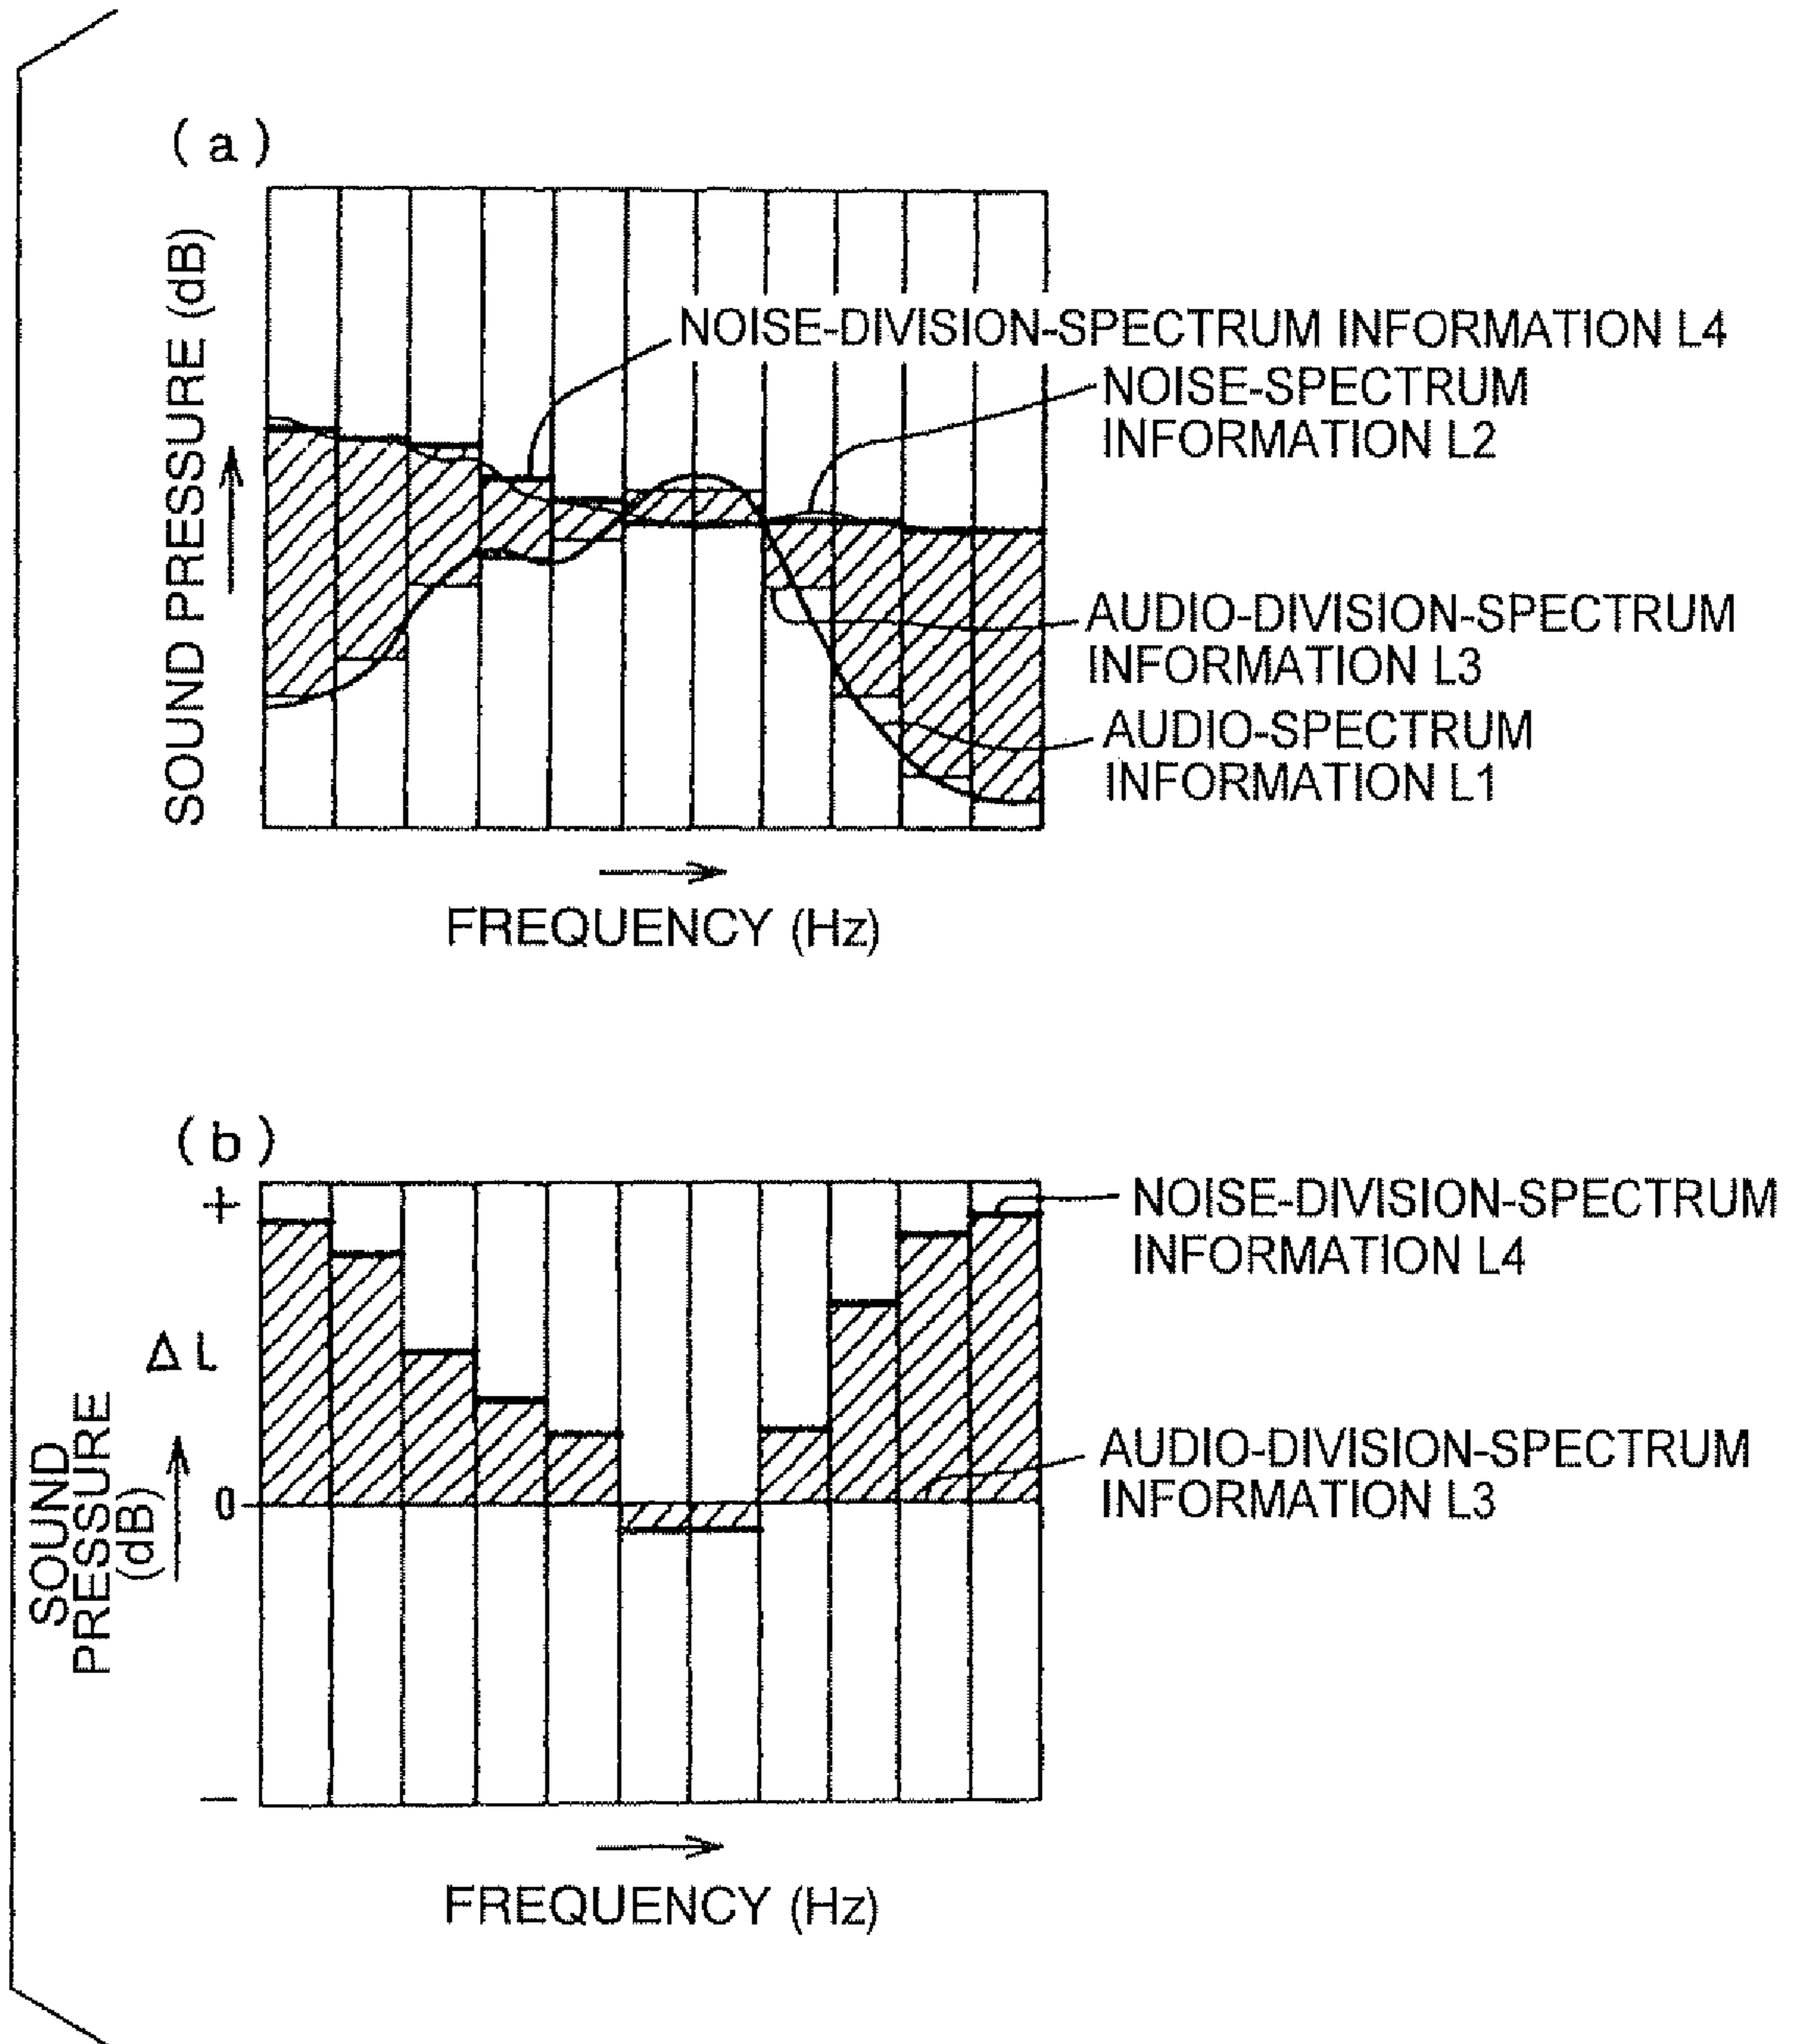 (a)
SOUND PRESSURE (dB)
NOISE-DIVISION-SPECTRUM INFORMATION L4
NOISE-SPECTRUM
INFORMATION L2
AUDIO-DIVISION-SPECTRUM
INFORMATION L3
AUDIO-SPECTRUM
INFORMATION L1
FREQUENCY (Hz)
(b)
+
NOISE-DIVISION-SPECTRUM
INFORMATION L4
ΔL
SOUND
PRESSURE
(dB)
0
AUDIO-DIVISION-SPECTRUM
INFORMATION L3
−
FREQUENCY (Hz)